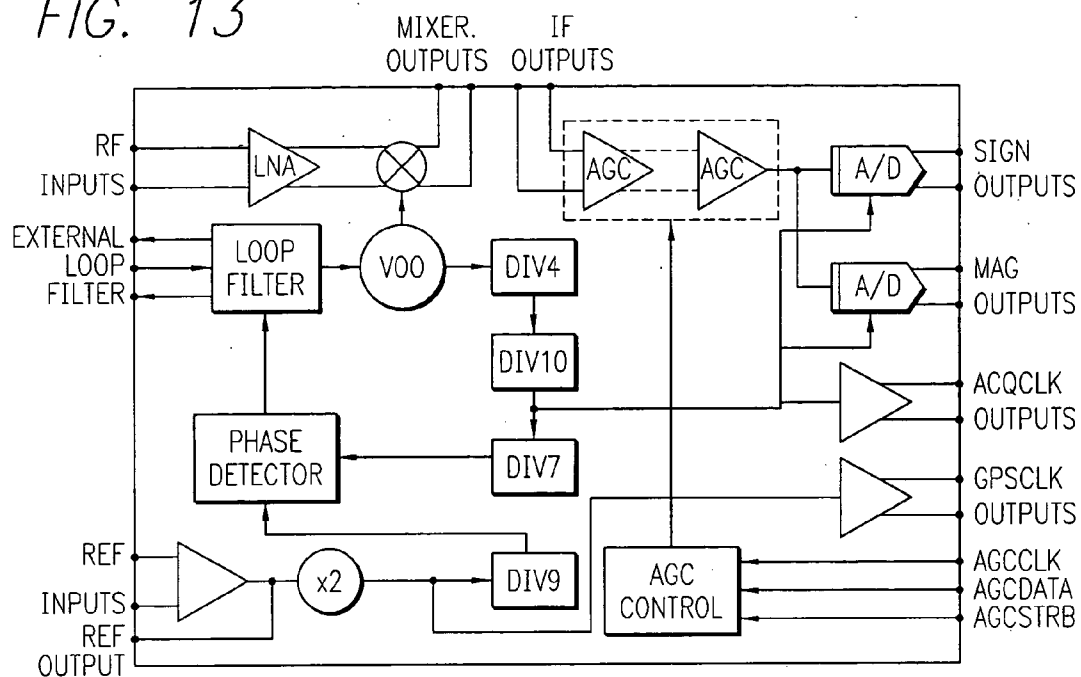 FIG. 13
MIXER.
OUTPUTS
IF
OUTPUTS
RF
INPUTS
LNA
AGC
AGC
A/D
SIGN
OUTPUTS
EXTERNAL
LOOP
FILTER
LOOP
FILTER
V00
DIV4
A/D
MAG
OUTPUTS
DIV10
ACQCLK
OUTPUTS
PHASE
DETECTOR
DIV7
GPSCLK
OUTPUTS
REF
INPUTS
REF
OUTPUT
x2
DIV9
AGC
CONTROL
AGCCLK
AGCDATA
AGCSTRB